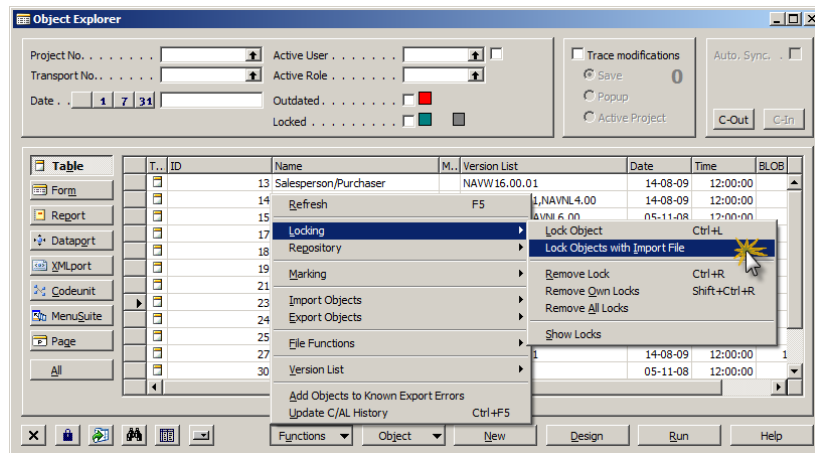 Object Explorer
Project No. . . . . . Active User . . . . . . . Trace modifications Auto. Sync. .
Transport No.. . . . Active Role . . . . . . . Save 0
Date . . 1 7 31 Outdated . . . . . . . . Popup
Locked . . . . . . . . . Active Project C-Out C-In
Table T.. ID Name M.. Version List Date Time BLOB
13 Salesperson/Purchaser NAVW16.00.01 14-08-09 12:00:00
Form 14 Refresh F5 1,NAVNL4.00 14-08-09 12:00:00
Report 15 AVNL6.00 05-11-08 12:00:00
Dataport 17 Locking Lock Object Ctrl+L
18 Repository Lock Objects with Import File
XMLport 19 Marking Remove Lock Ctrl+R
Codeunit 21 Remove Own Locks Shift+Ctrl+R
23 Import Objects Remove All Locks
MenuSuite 24 Export Objects
Page 25 File Functions Show Locks
27 1 14-08-09 12:00:00 1
All 30 Version List 05-11-08 12:00:00
Add Objects to Known Export Errors
Update C/AL History Ctrl+F5
Functions Object New Design Run Help